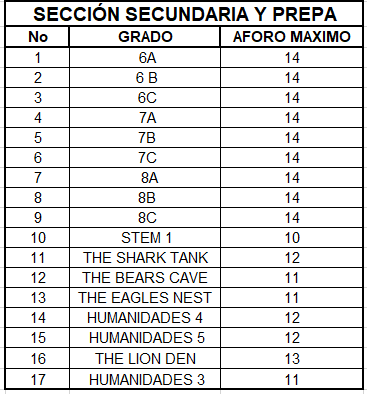 SECCIÓN SECUNDARIA Y PREPA
No GRADO AFORO MAXIMO
1 6A 14
2 6 B 14
3 6C 14
4 7A 14
5 7B 14
6 7C 14
7 8A 14
8 8B 14
9 8C 14
10 STEM 1 10
11 THE SHARK TANK 12
12 THE BEARS CAVE 11
13 THE EAGLES NEST 11
14 HUMANIDADES 4 12
15 HUMANIDADES 5 12
16 THE LION DEN 13
17 HUMANIDADES 3 11